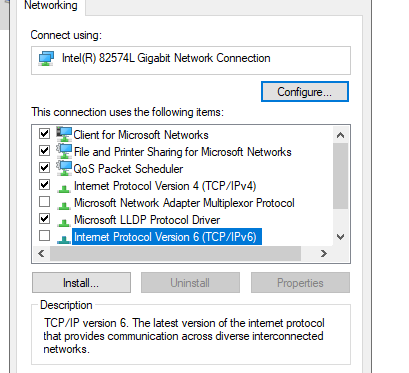 Networking
Connect using:
Intel(R) 82574L Gigabit Network Connection
Configure...
This connection uses the following items:
Client for Microsoft Networks
File and Printer Sharing for Microsoft Networks
QoS Packet Scheduler
Internet Protocol Version 4 (TCP/IPv4)
Microsoft Network Adapter Multiplexor Protocol
Microsoft LLDP Protocol Driver
Internet Protocol Version 6 (TCP/IPv6)
Install...
Uninstall
Properties
Description
TCP/IP version 6. The latest version of the internet protocol
that provides communication across diverse interconnected
networks.